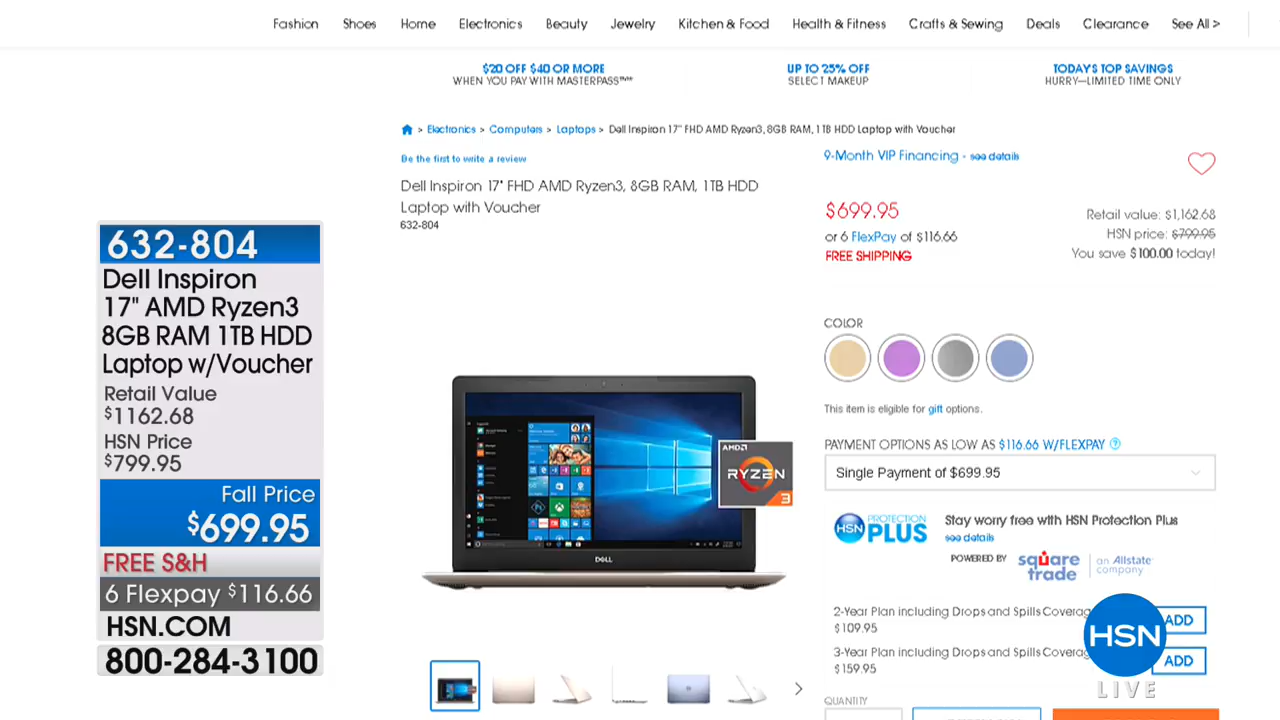 Fashion Shoes Home Electronics Beauty Jewelry Kitchen & Food Health & Fitness Crafts & Sewing Deals Clearance See All >
$20 OFF $40 OR MORE
WHEN YOU PAY WITH MASTERPASS
UP TO 25% OFF
SELECT MAKEUP
TODAY'S TOP SAVINGS
HURRY—LIMITED TIME ONLY
> Electronics > Computers > Laptops > Dell Inspiron 17" FHD AMD Ryzen3, 8GB RAM, 1TB HDD Laptop with Voucher
Be the first to write a review
Dell Inspiron 17" FHD AMD Ryzen3, 8GB RAM, 1TB HDD
Laptop with Voucher
632-804
9-Month VIP Financing - see details
$699.95
or 6 FlexPay of $116.66
FREE SHIPPING
Retail value: $1,162.68
HSN price: $799.95
You save $100.00 today!
632-804
Dell Inspiron
17" AMD Ryzen3
8GB RAM 1TB HDD
Laptop w/Voucher
Retail Value
$1162.68
HSN Price
$799.95
Fall Price
$699.95
FREE S&H
6 Flexpay $116.66
HSN.COM
800-284-3100
AMD
RYZEN
3
DELL
COLOR
This item is eligible for gift options.
PAYMENT OPTIONS AS LOW AS $116.66 W/FLEXPAY ?
Single Payment of $699.95
HSN PROTECTION
PLUS
Stay worry free with HSN Protection Plus
see details
POWERED BY
square
trade
an Allstate
company
2-Year Plan including Drops and Spills Coverag
$109.95
ADD
3-Year Plan including Drops and Spills Coverag
$159.95
ADD
HSN
LIVE
QUANTITY